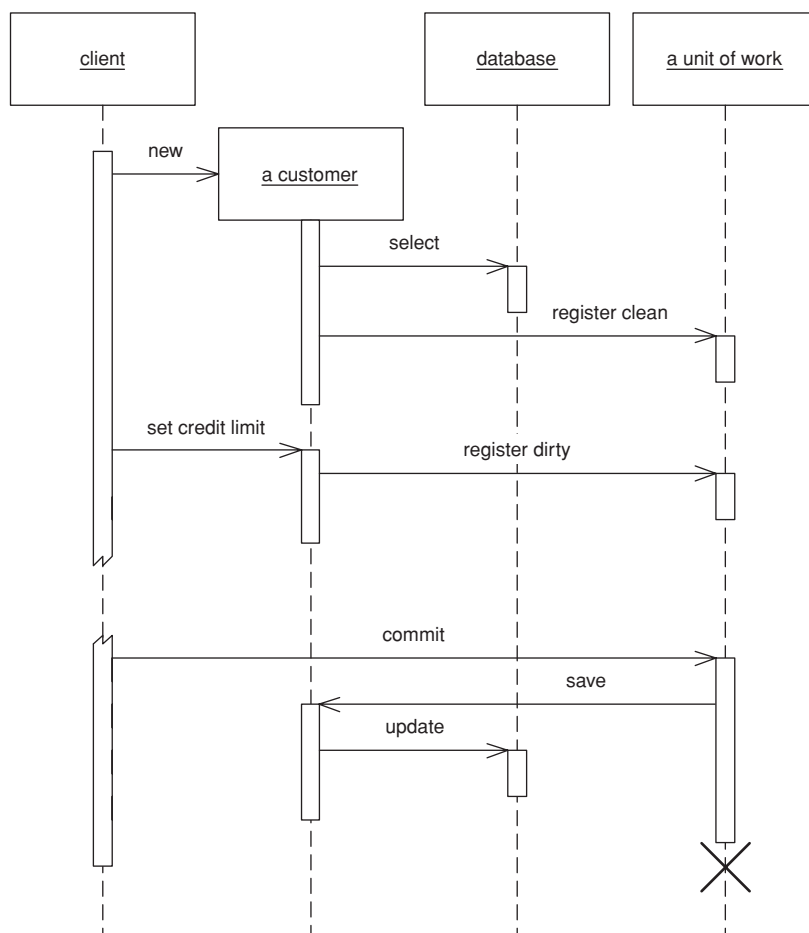 client
database
a unit of work
new
a customer
select
register clean
set credit limit
register dirty
commit
save
update